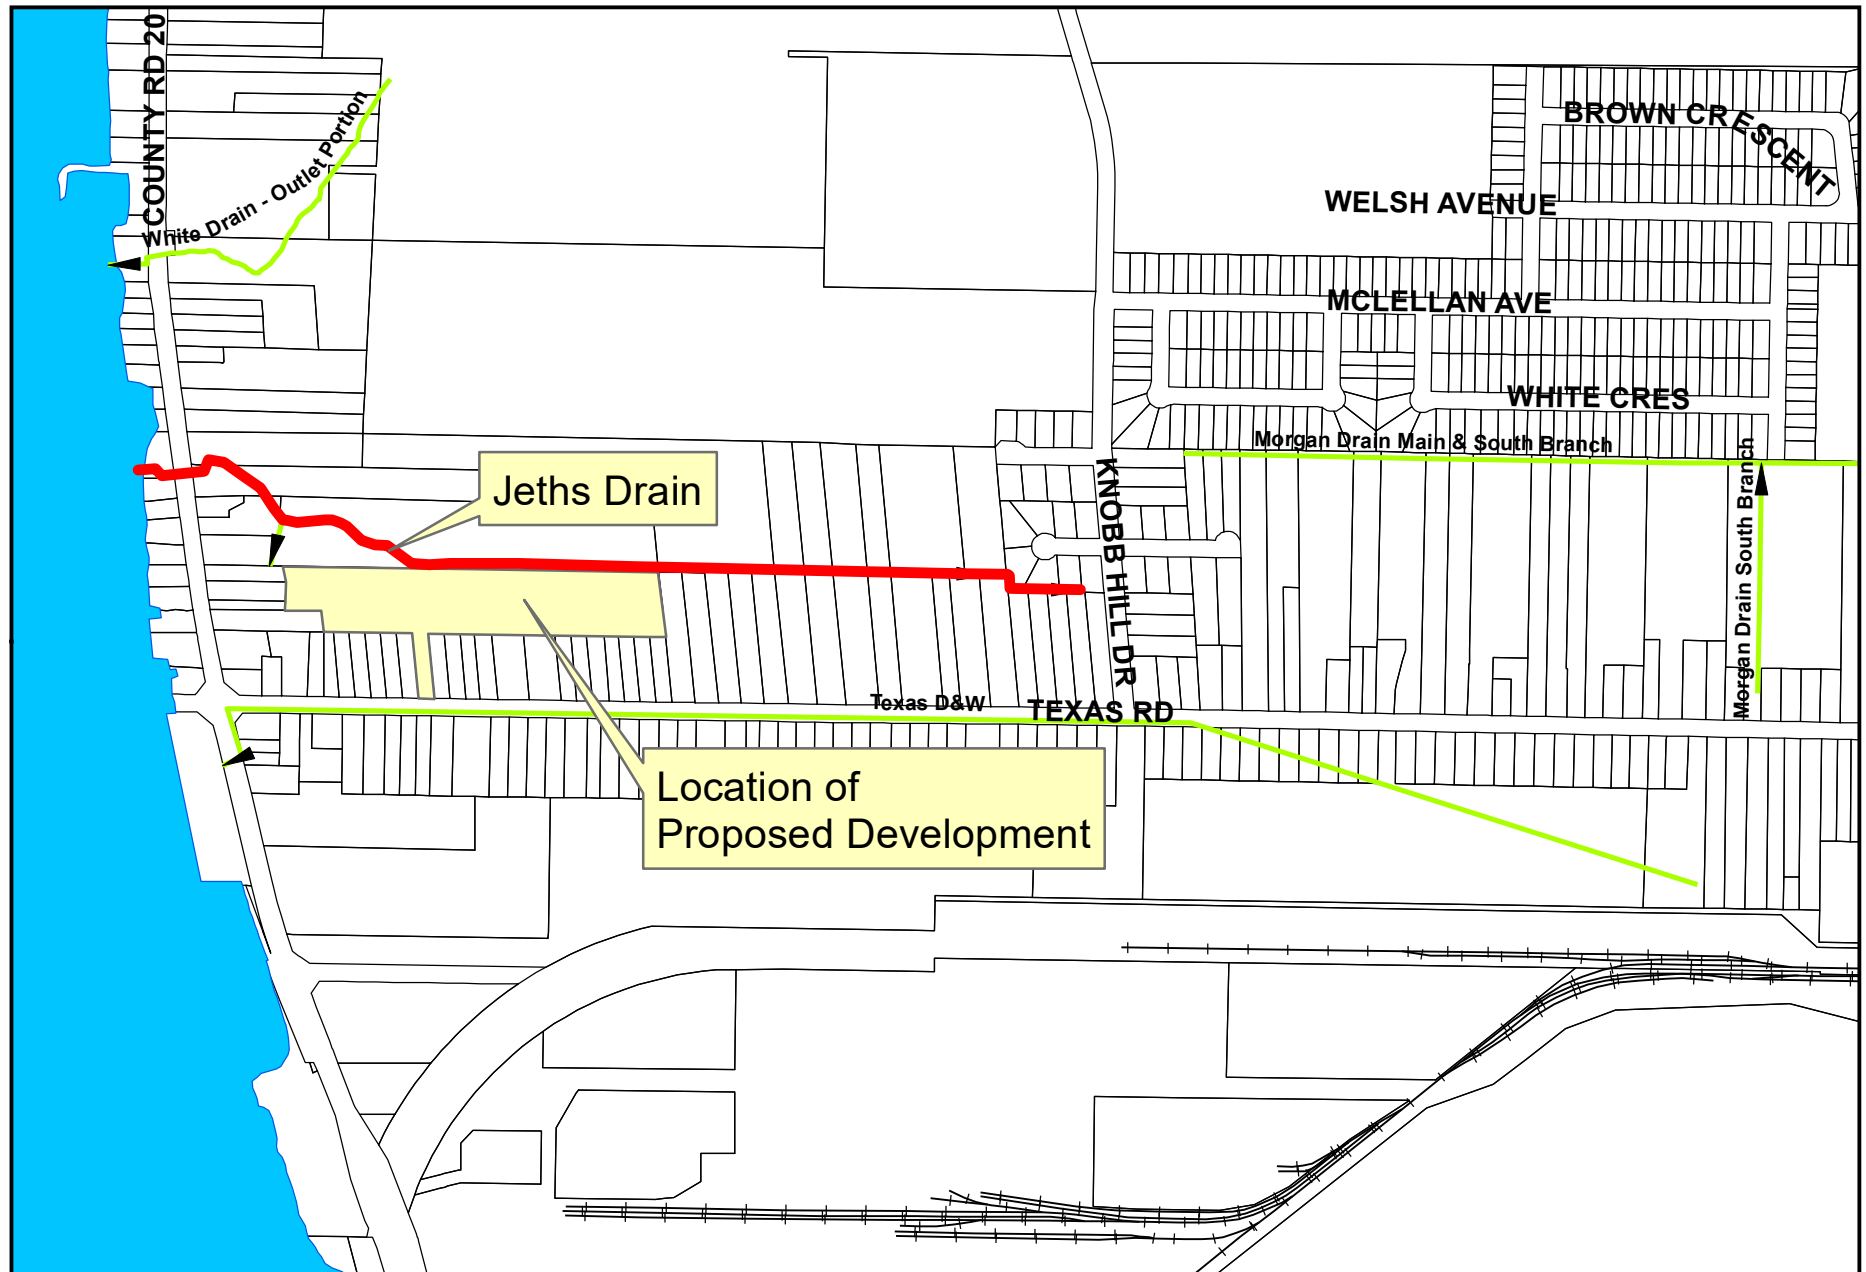 COUNTY RD 20
White Drain - Outlet Portion
BROWN CRESCENT
WELSH AVENUE
MCLELLAN AVE
WHITE CRES
Morgan Drain Main & South Branch
Morgan Drain South Branch
KNOBB HILL DR
Jeths Drain
Texas D&W
TEXAS RD
Location of
Proposed Development